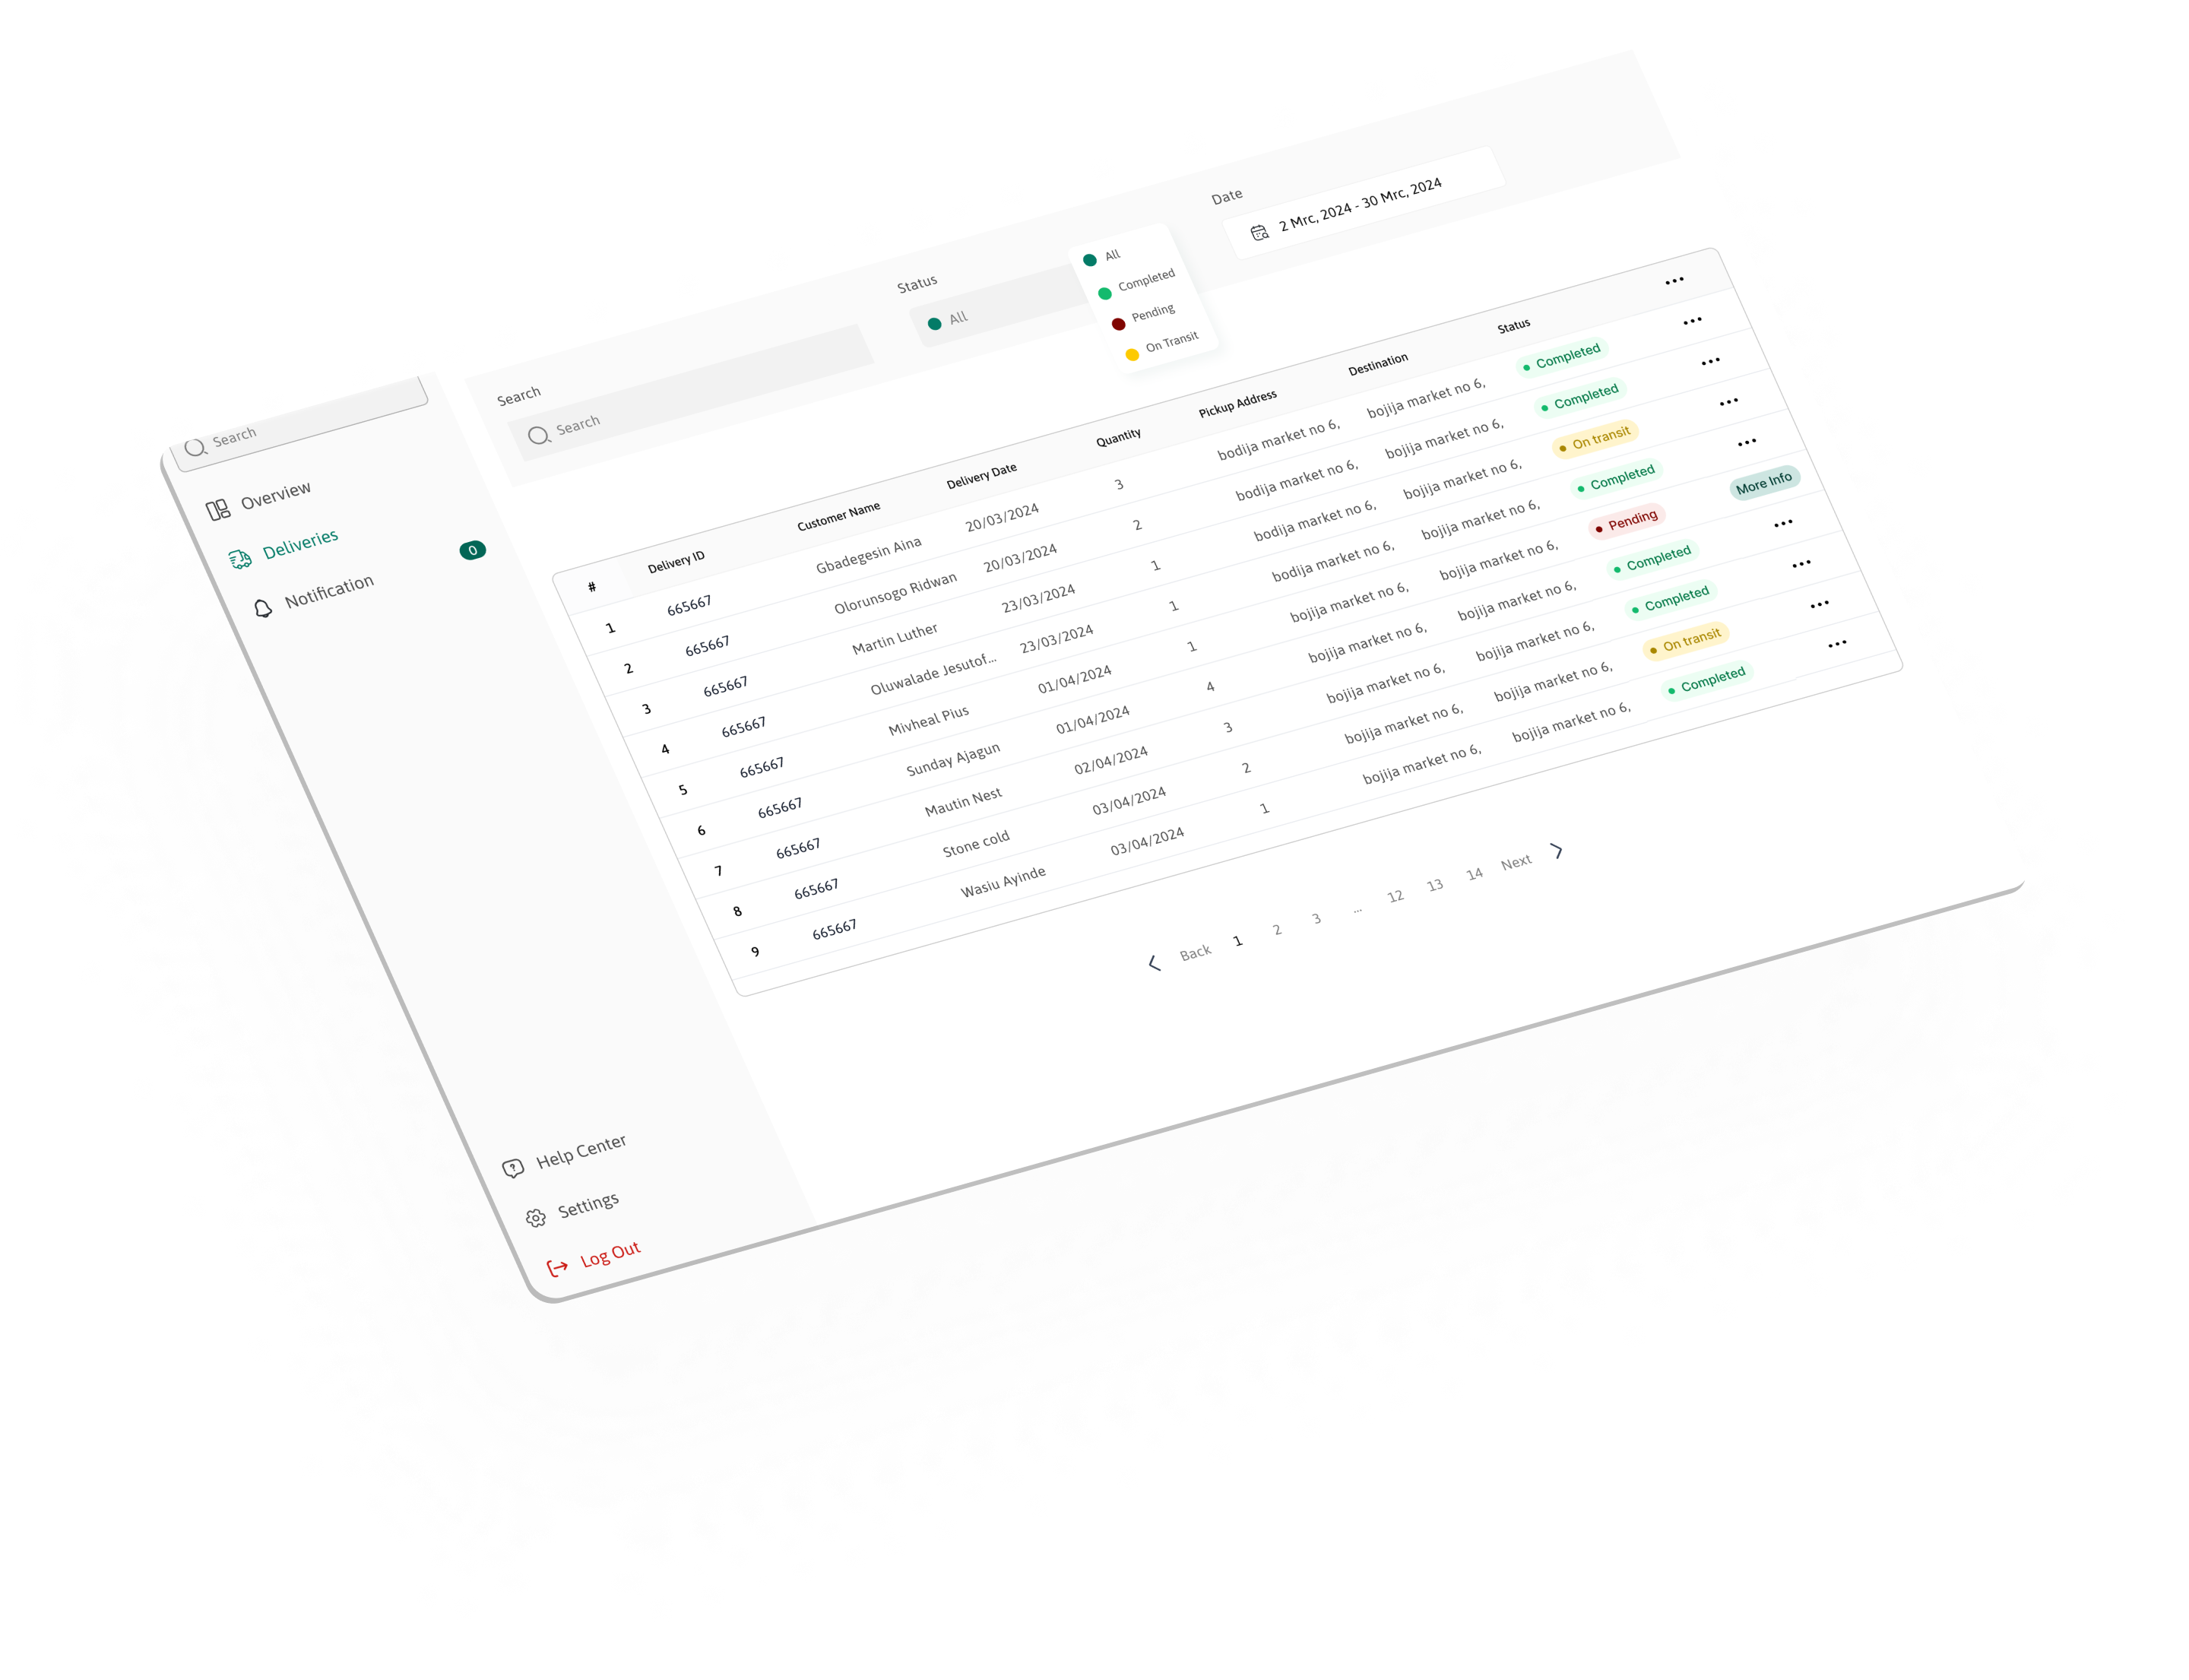 Search
Overview
Deliveries
Notification 0
Help Center
Settings
Log Out
Search
Search
Status
All
All
Completed
Pending
On Transit
Date
2 Mrc, 2024 - 30 Mrc, 2024
# Delivery ID Customer Name Delivery Date Quantity Pickup Address Destination Status
1 665667 Gbadegesin Aina 20/03/2024 3 bodija market no 6, bojija market no 6, Completed
2 665667 Olorunsogo Ridwan 20/03/2024 2 bodija market no 6, bojija market no 6, Completed
3 665667 Martin Luther 23/03/2024 1 bodija market no 6, bojija market no 6, On transit
4 665667 Oluwalade Jesutof... 23/03/2024 1 bodija market no 6, bojija market no 6, Completed
5 665667 Mivheal Pius 01/04/2024 1 bojija market no 6, bojija market no 6, Pending More Info
6 665667 Sunday Ajagun 01/04/2024 4 bojija market no 6, bojija market no 6, Completed
7 665667 Mautin Nest 02/04/2024 3 bojija market no 6, bojija market no 6, Completed
8 665667 Stone cold 03/04/2024 2 bojija market no 6, bojija market no 6, On transit
9 665667 Wasiu Ayinde 03/04/2024 1 bojija market no 6, bojija market no 6, Completed
Back 1 2 3 ... 12 13 14 Next